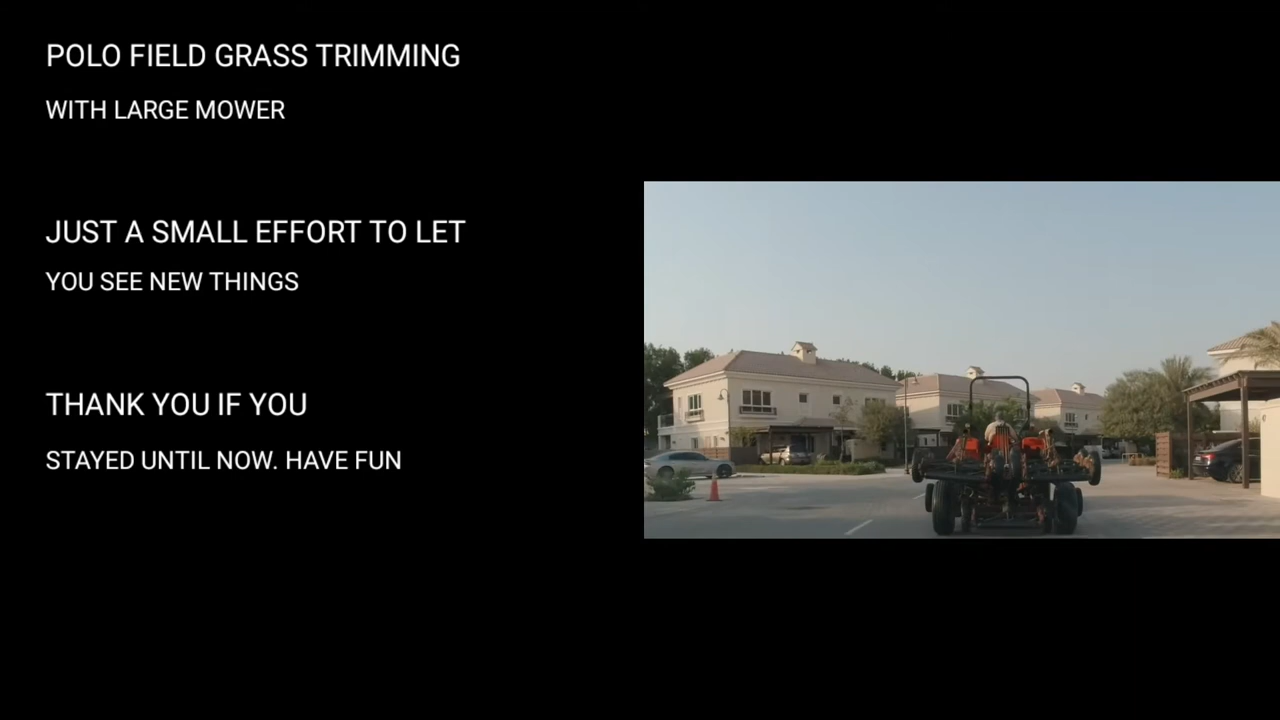 POLO FIELD GRASS TRIMMING
WITH LARGE MOWER
JUST A SMALL EFFORT TO LET
YOU SEE NEW THINGS
THANK YOU IF YOU
STAYED UNTIL NOW. HAVE FUN